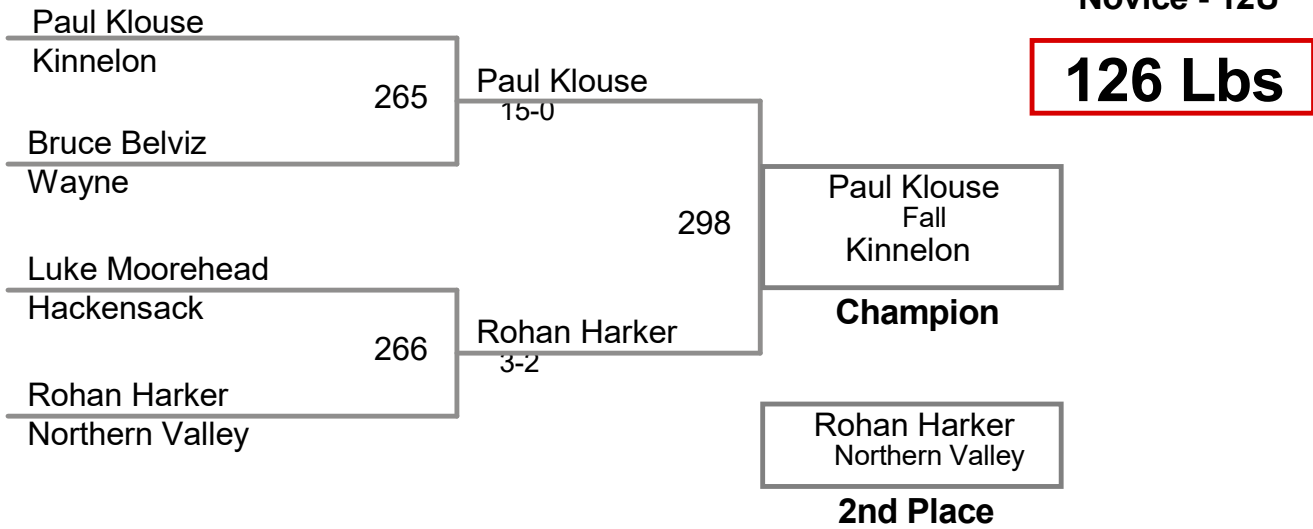 Novice - 12U
126 Lbs
Paul Klouse
Kinnelon
265
Bruce Belviz
Wayne
Paul Klouse
15-0
Luke Moorehead
Hackensack
266
Rohan Harker
Northern Valley
Rohan Harker
3-2
298
Paul Klouse
Fall
Kinnelon
Champion
Rohan Harker
Northern Valley
2nd Place